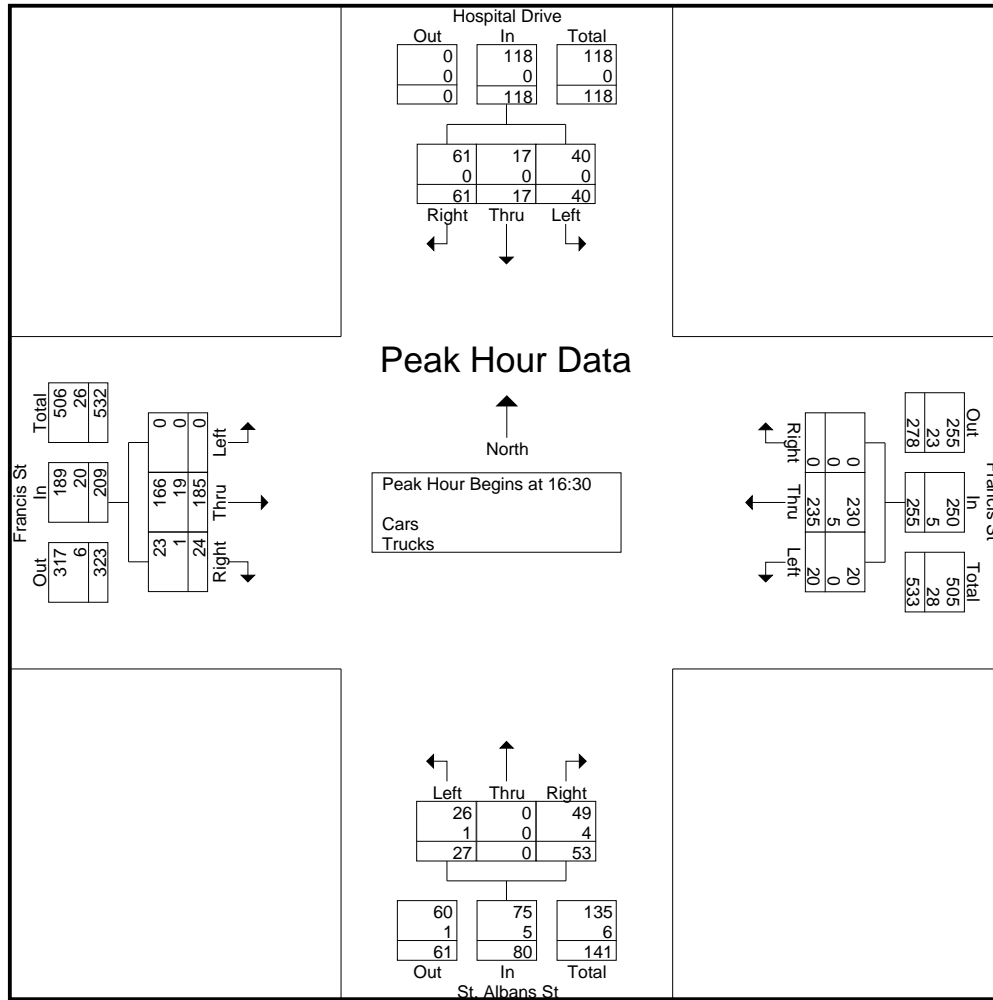 Hospital Drive
Out In Total
0 118 118
0 0 0
0 118 118
61 17 40
0 0 0
61 17 40
Right Thru Left
Peak Hour Data
North
Peak Hour Begins at 16:30
Cars
Trucks
Francis St
Total In Out
506 189 317
26 20 6
532 209 323
0 166 23
0 19 1
0 185 24
Left Thru Right
Right Thru Left
0 235 20
0 5 0
0 230 20
278 255 533
23 5 28
255 250 505
Out In Total
Francis St
Left Thru Right
26 0 49
1 0 4
27 0 53
60 75 135
1 5 6
61 80 141
Out In Total
St. Albans St